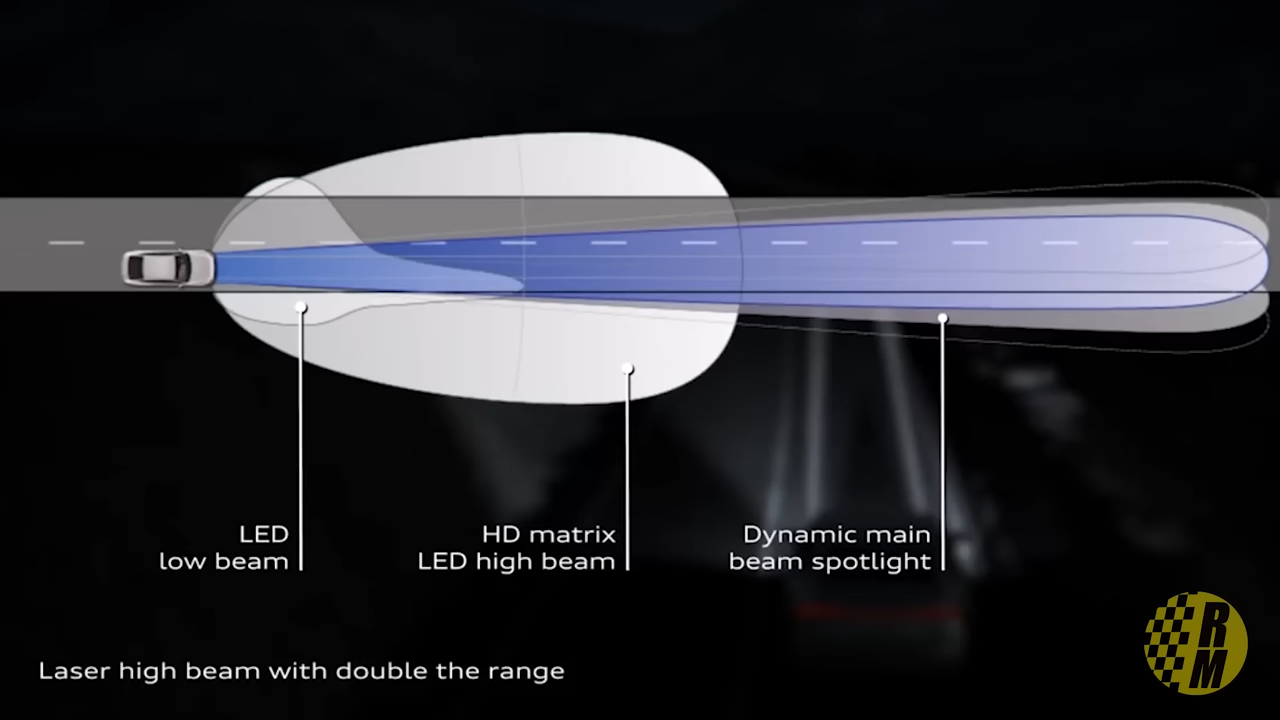 LED
low beam
HD matrix
LED high beam
Dynamic main
beam spotlight
Laser high beam with double the range
RM